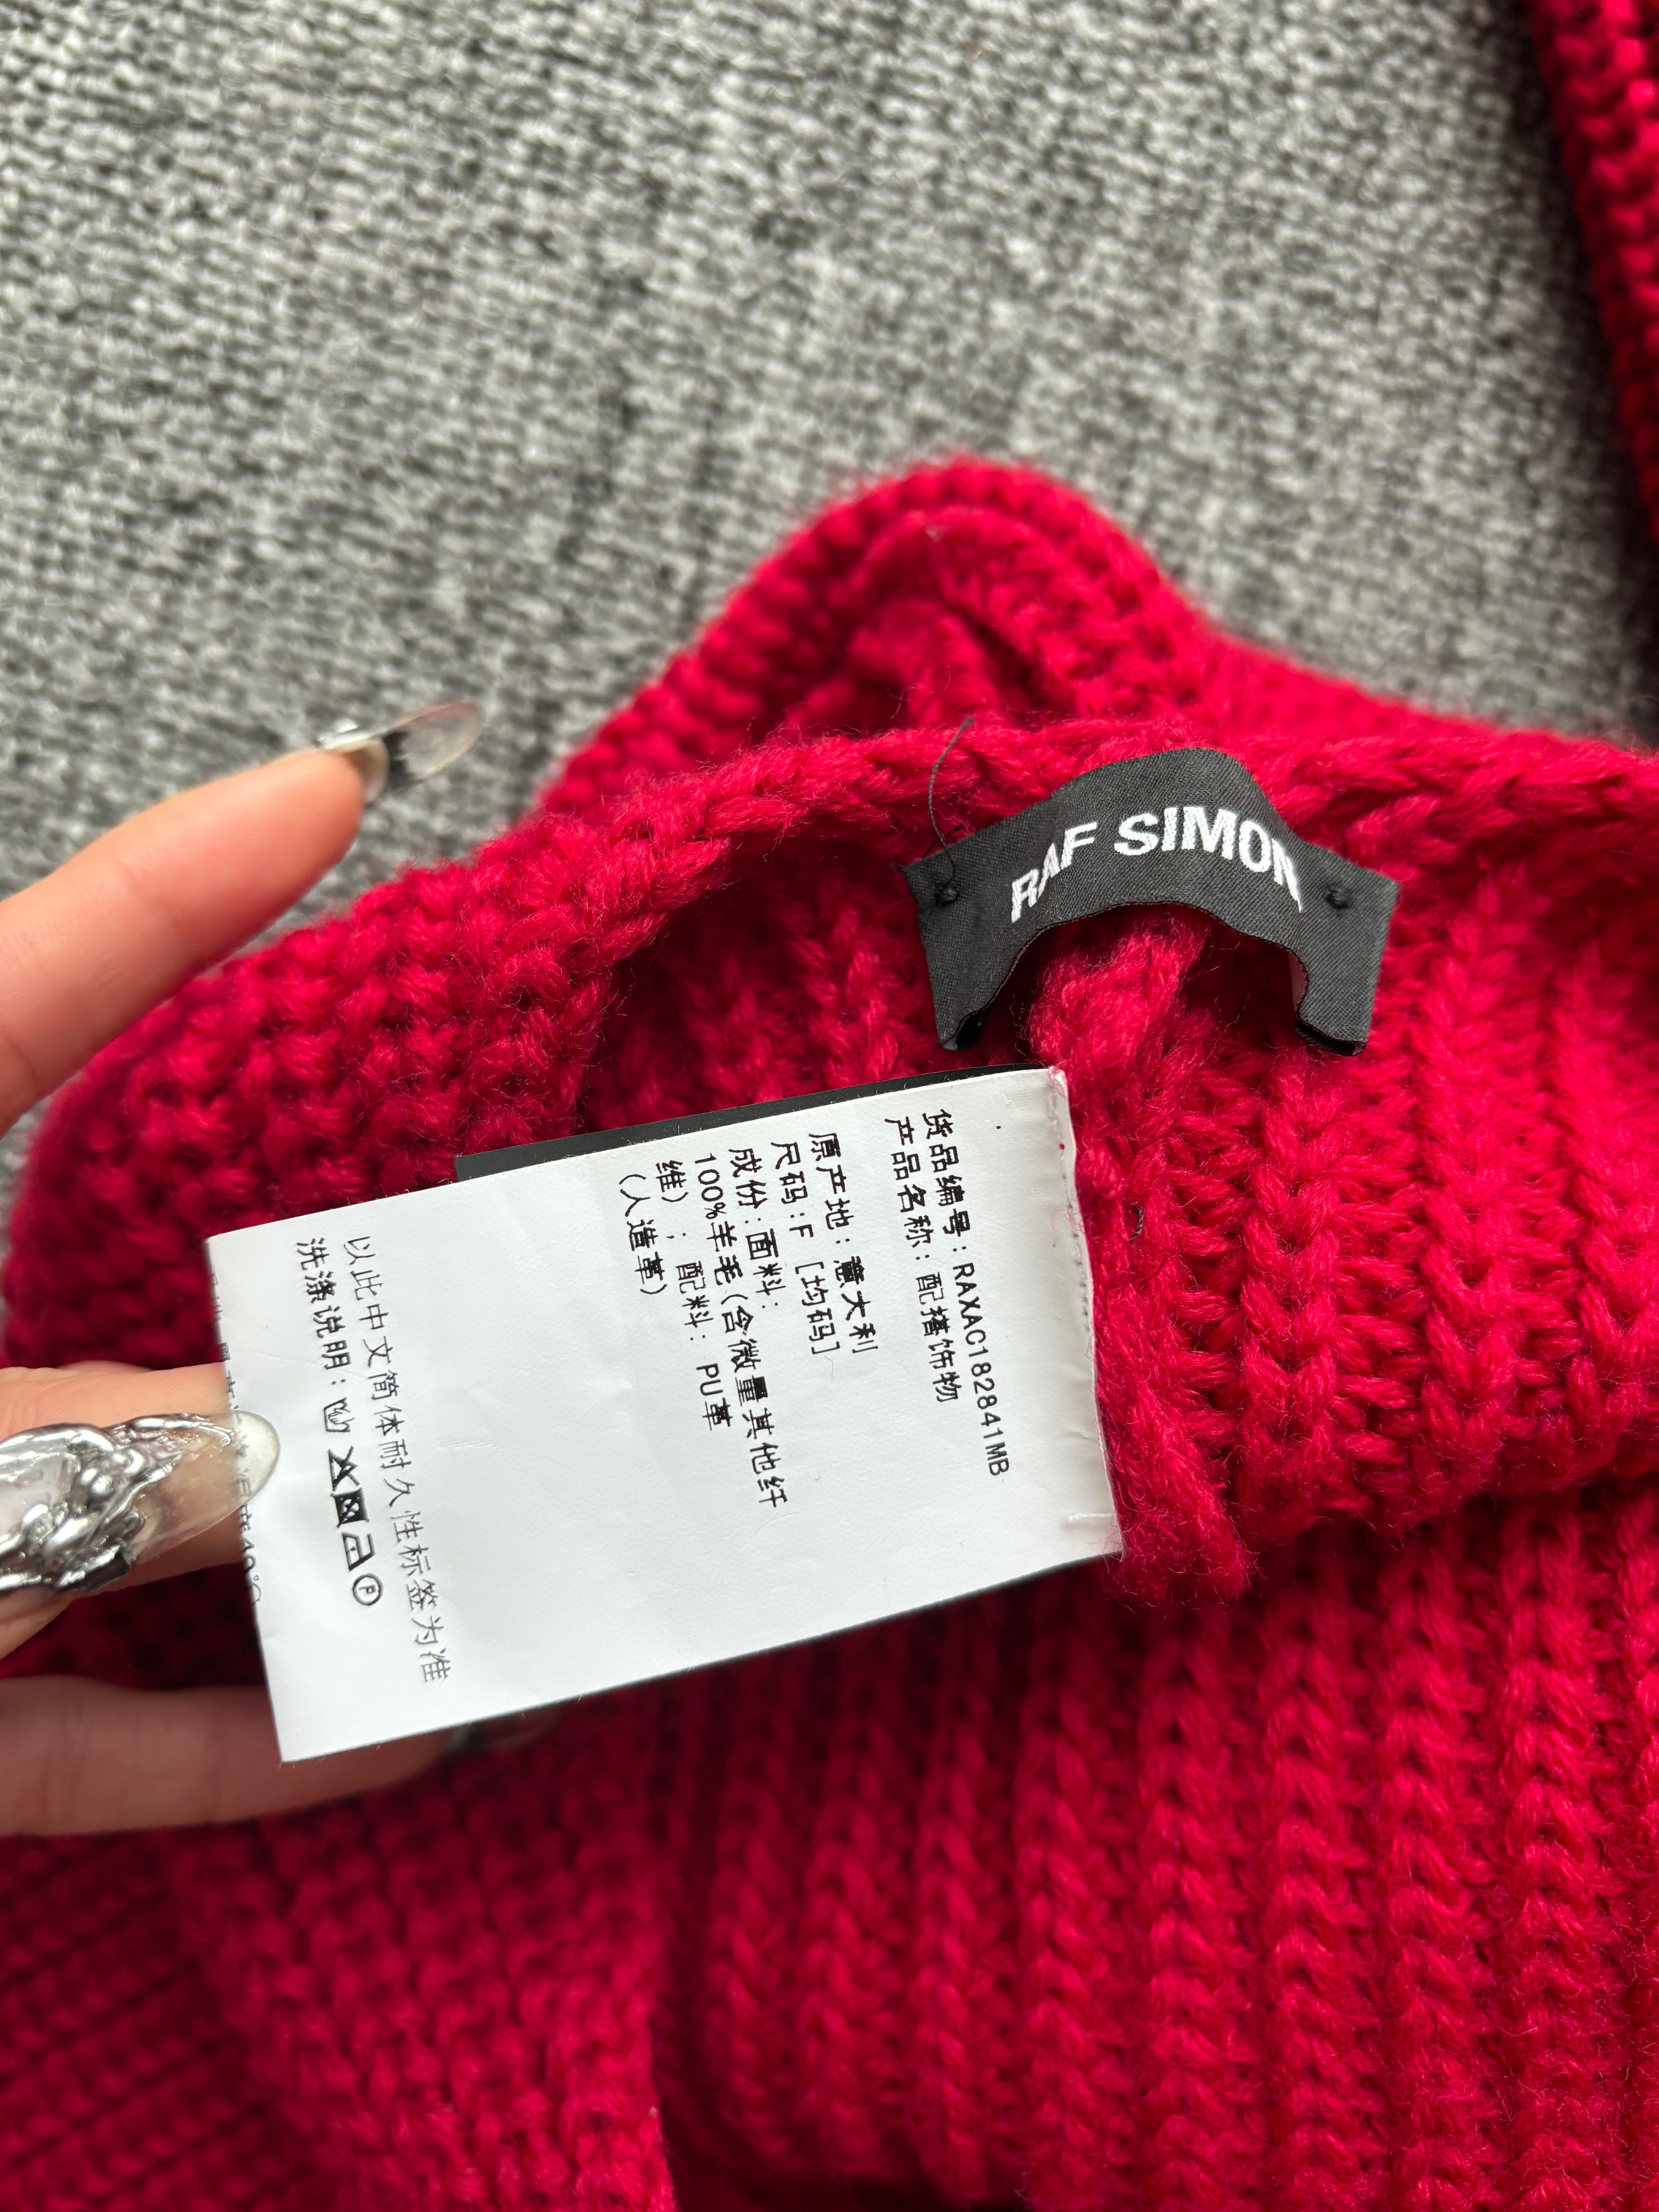 RAF SIMON
货品编号:RAXAC182841MB
产品名称:配搭饰物
原产地:意大利
尺码:F [均码]
成份:面料:
100%羊毛(含微量其他纤
维);配料:PU革
(人造革)
以此中文简体耐久性标签为准
洗涤说明:
P